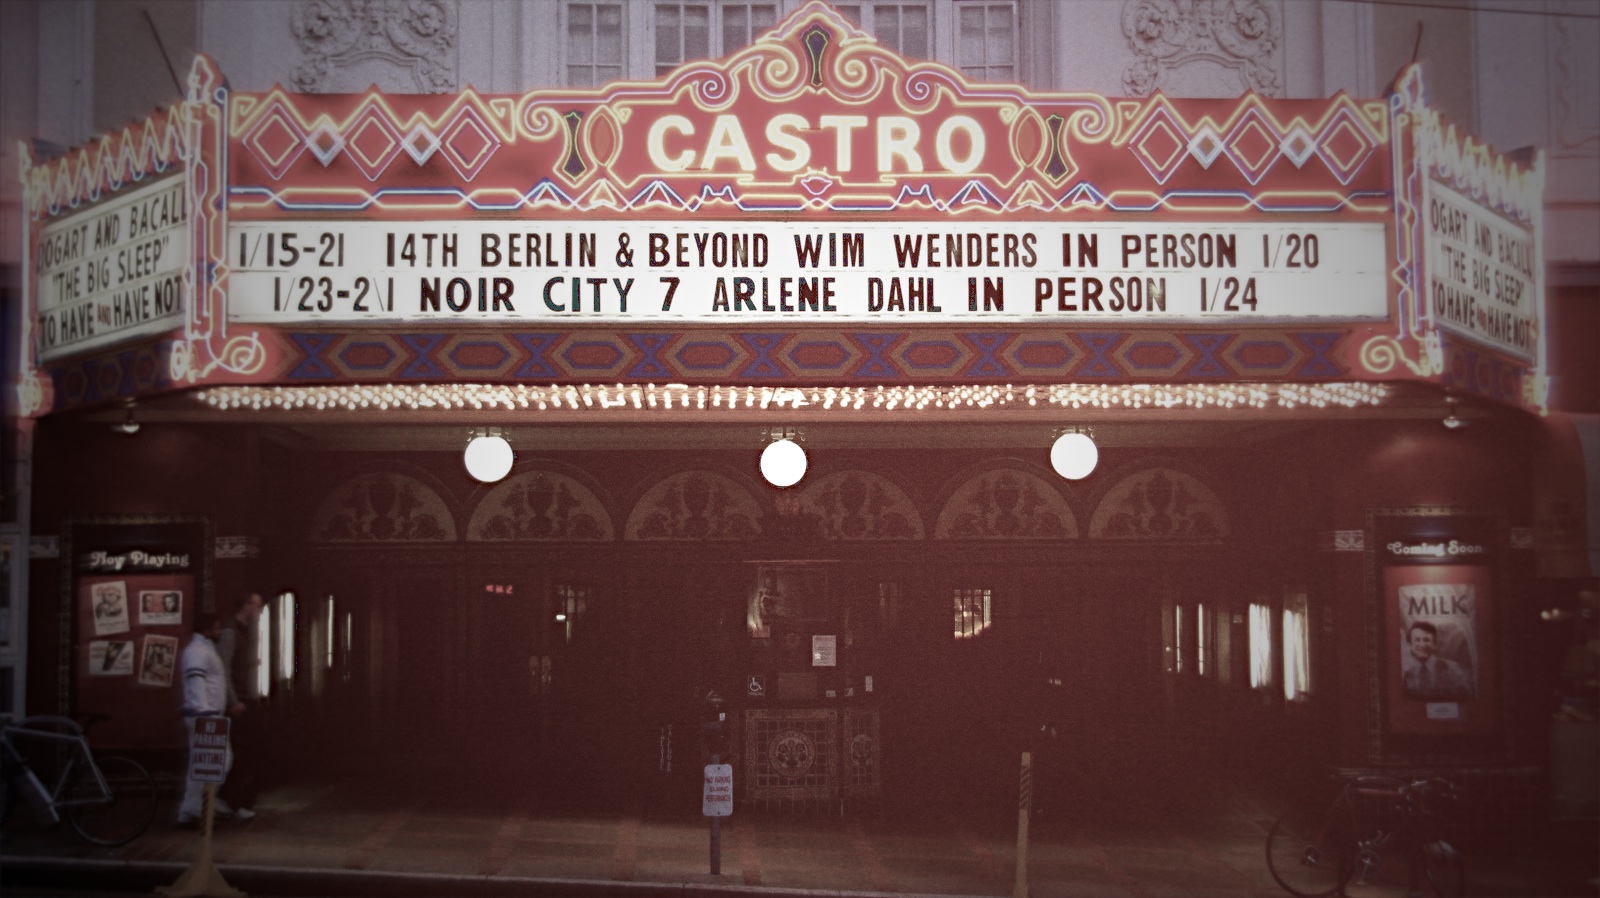 CASTRO
OGART AND BACALL
"THE BIG SLEEP"
TO HAVE AND HAVE NOT
1/15-21 14TH BERLIN & BEYOND WIM WENDERS IN PERSON 1/20
1/23-2\1 NOIR CITY 7 ARLENE DAHL IN PERSON 1/24
OGART AND BACALL
"THE BIG SLEEP"
TO HAVE AND HAVE NOT
Now Playing
Coming Soon
MILK
NO
PARKING
ANYTIME